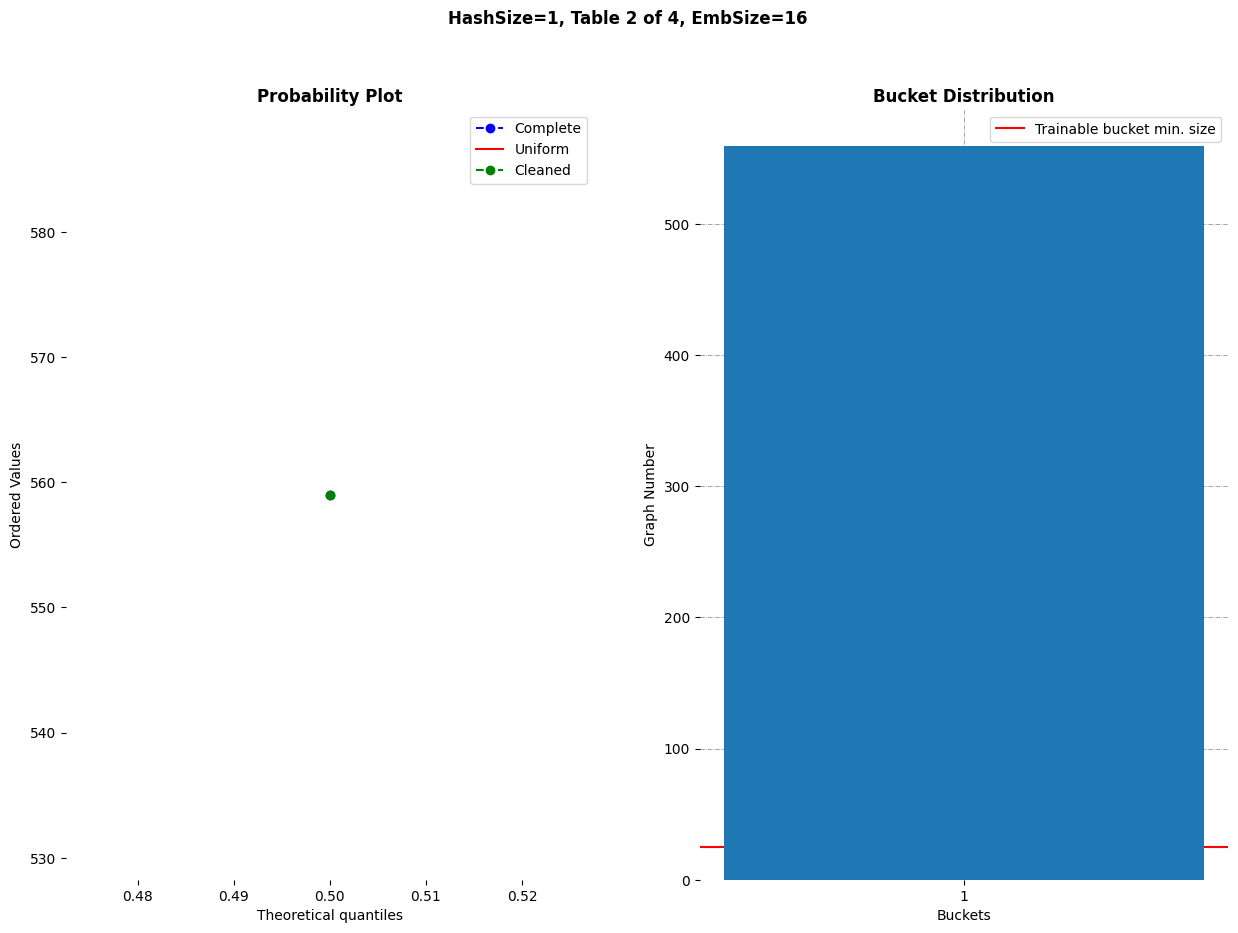 HashSize=1, Table 2 of 4, EmbSize=16
Probability Plot
Complete
Uniform
Cleaned
580
570
560
550
540
530
Ordered Values
0.48 0.49 0.50 0.51 0.52
Theoretical quantiles
Bucket Distribution
Trainable bucket min. size
500
400
300
200
100
0
Graph Number
1
Buckets